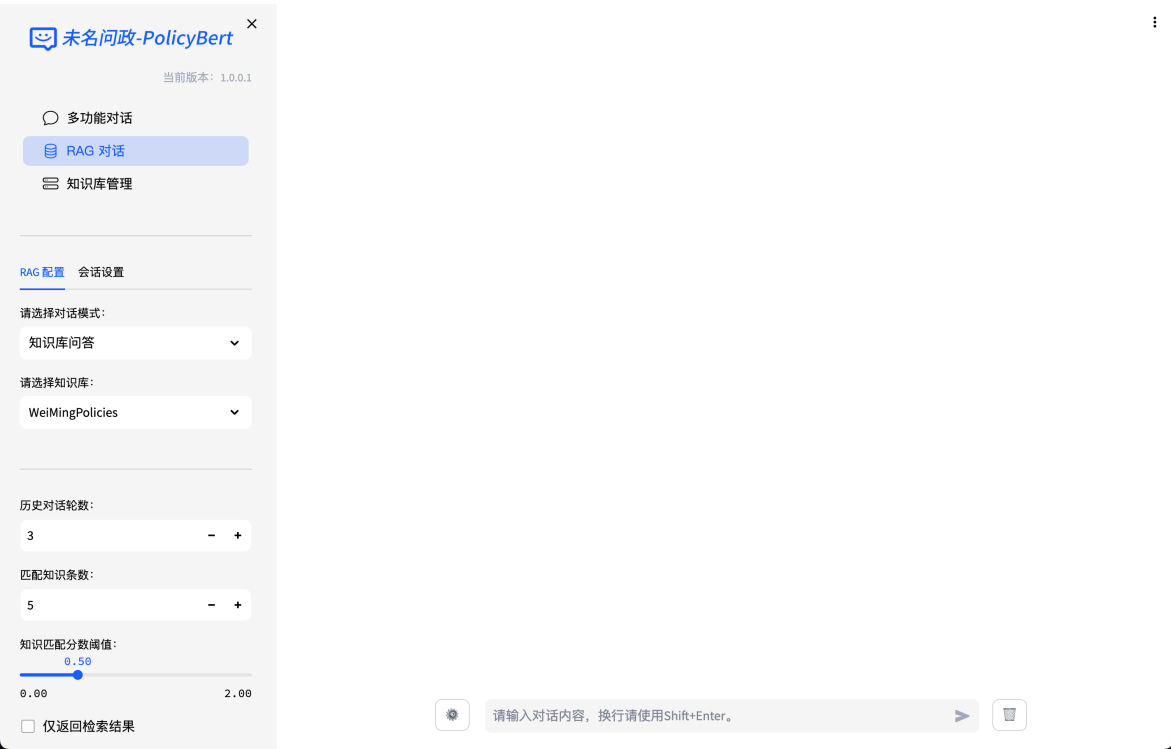 未名问政-PolicyBert
当前版本：1.0.0.1
多功能对话
RAG 对话
知识库管理
RAG 配置
会话设置
请选择对话模式：
知识库问答
请选择知识库：
WeiMingPolicies
历史对话轮数：
3
匹配知识条数：
5
知识匹配分数阈值：
0.50
0.00 2.00
仅返回检索结果
请输入对话内容，换行请使用Shift+Enter。